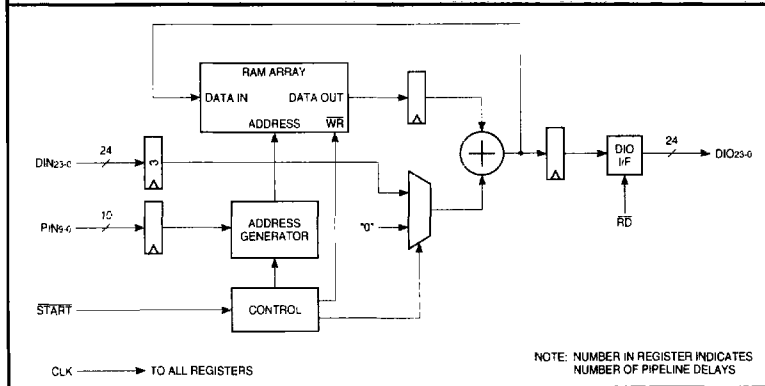 RAM ARRAY
DATA IN
DATA OUT
ADDRESS
WR
24
DIN23-0
3
10
PIN9-0
ADDRESS
GENERATOR
"0"
START
CONTROL
DIO
I/F
24
DIO23-0
RD
CLK
TO ALL REGISTERS
NOTE: NUMBER IN REGISTER INDICATES
NUMBER OF PIPELINE DELAYS